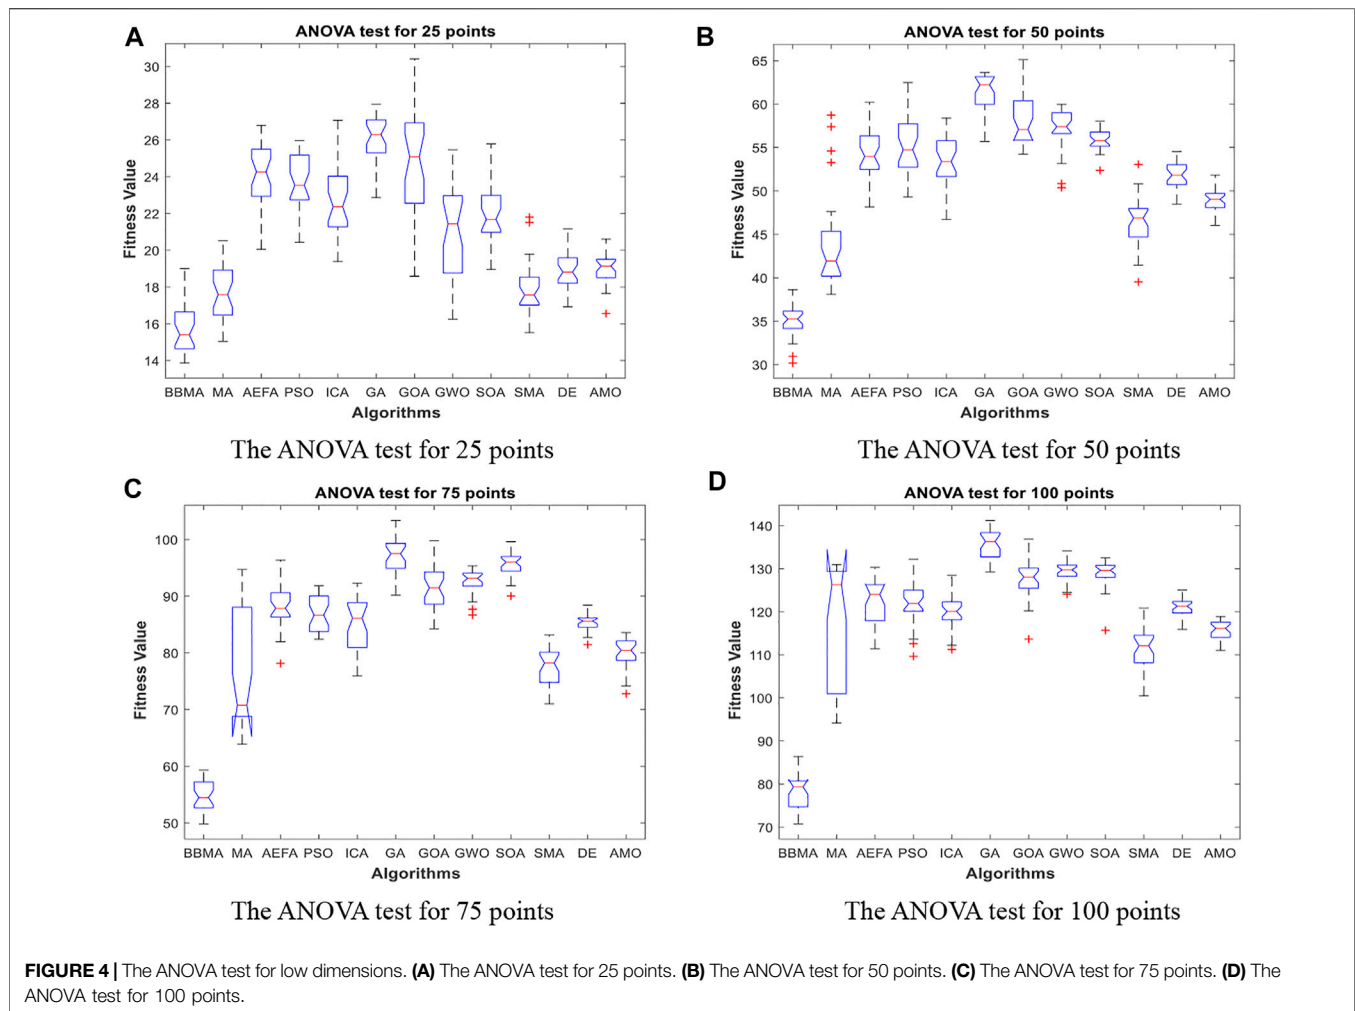 A
ANOVA test for 25 points
30
28
26
24
22
20
18
16
14
Fitness Value
BBMA MA AEFA PSO ICA GA GOA GWO SOA SMA DE AMO
Algorithms
The ANOVA test for 25 points
B
ANOVA test for 50 points
65
60
55
50
45
40
35
30
Fitness Value
BBMA MA AEFA PSO ICA GA GOA GWO SOA SMA DE AMO
Algorithms
The ANOVA test for 50 points
C
ANOVA test for 75 points
100
90
80
70
60
50
Fitness Value
BBMA MA AEFA PSO ICA GA GOA GWO SOA SMA DE AMO
Algorithms
The ANOVA test for 75 points
D
ANOVA test for 100 points
140
130
120
110
100
90
80
70
Fitness Value
BBMA MA AEFA PSO ICA GA GOA GWO SOA SMA DE AMO
Algorithms
The ANOVA test for 100 points
FIGURE 4 | The ANOVA test for low dimensions. (A) The ANOVA test for 25 points. (B) The ANOVA test for 50 points. (C) The ANOVA test for 75 points. (D) The
ANOVA test for 100 points.